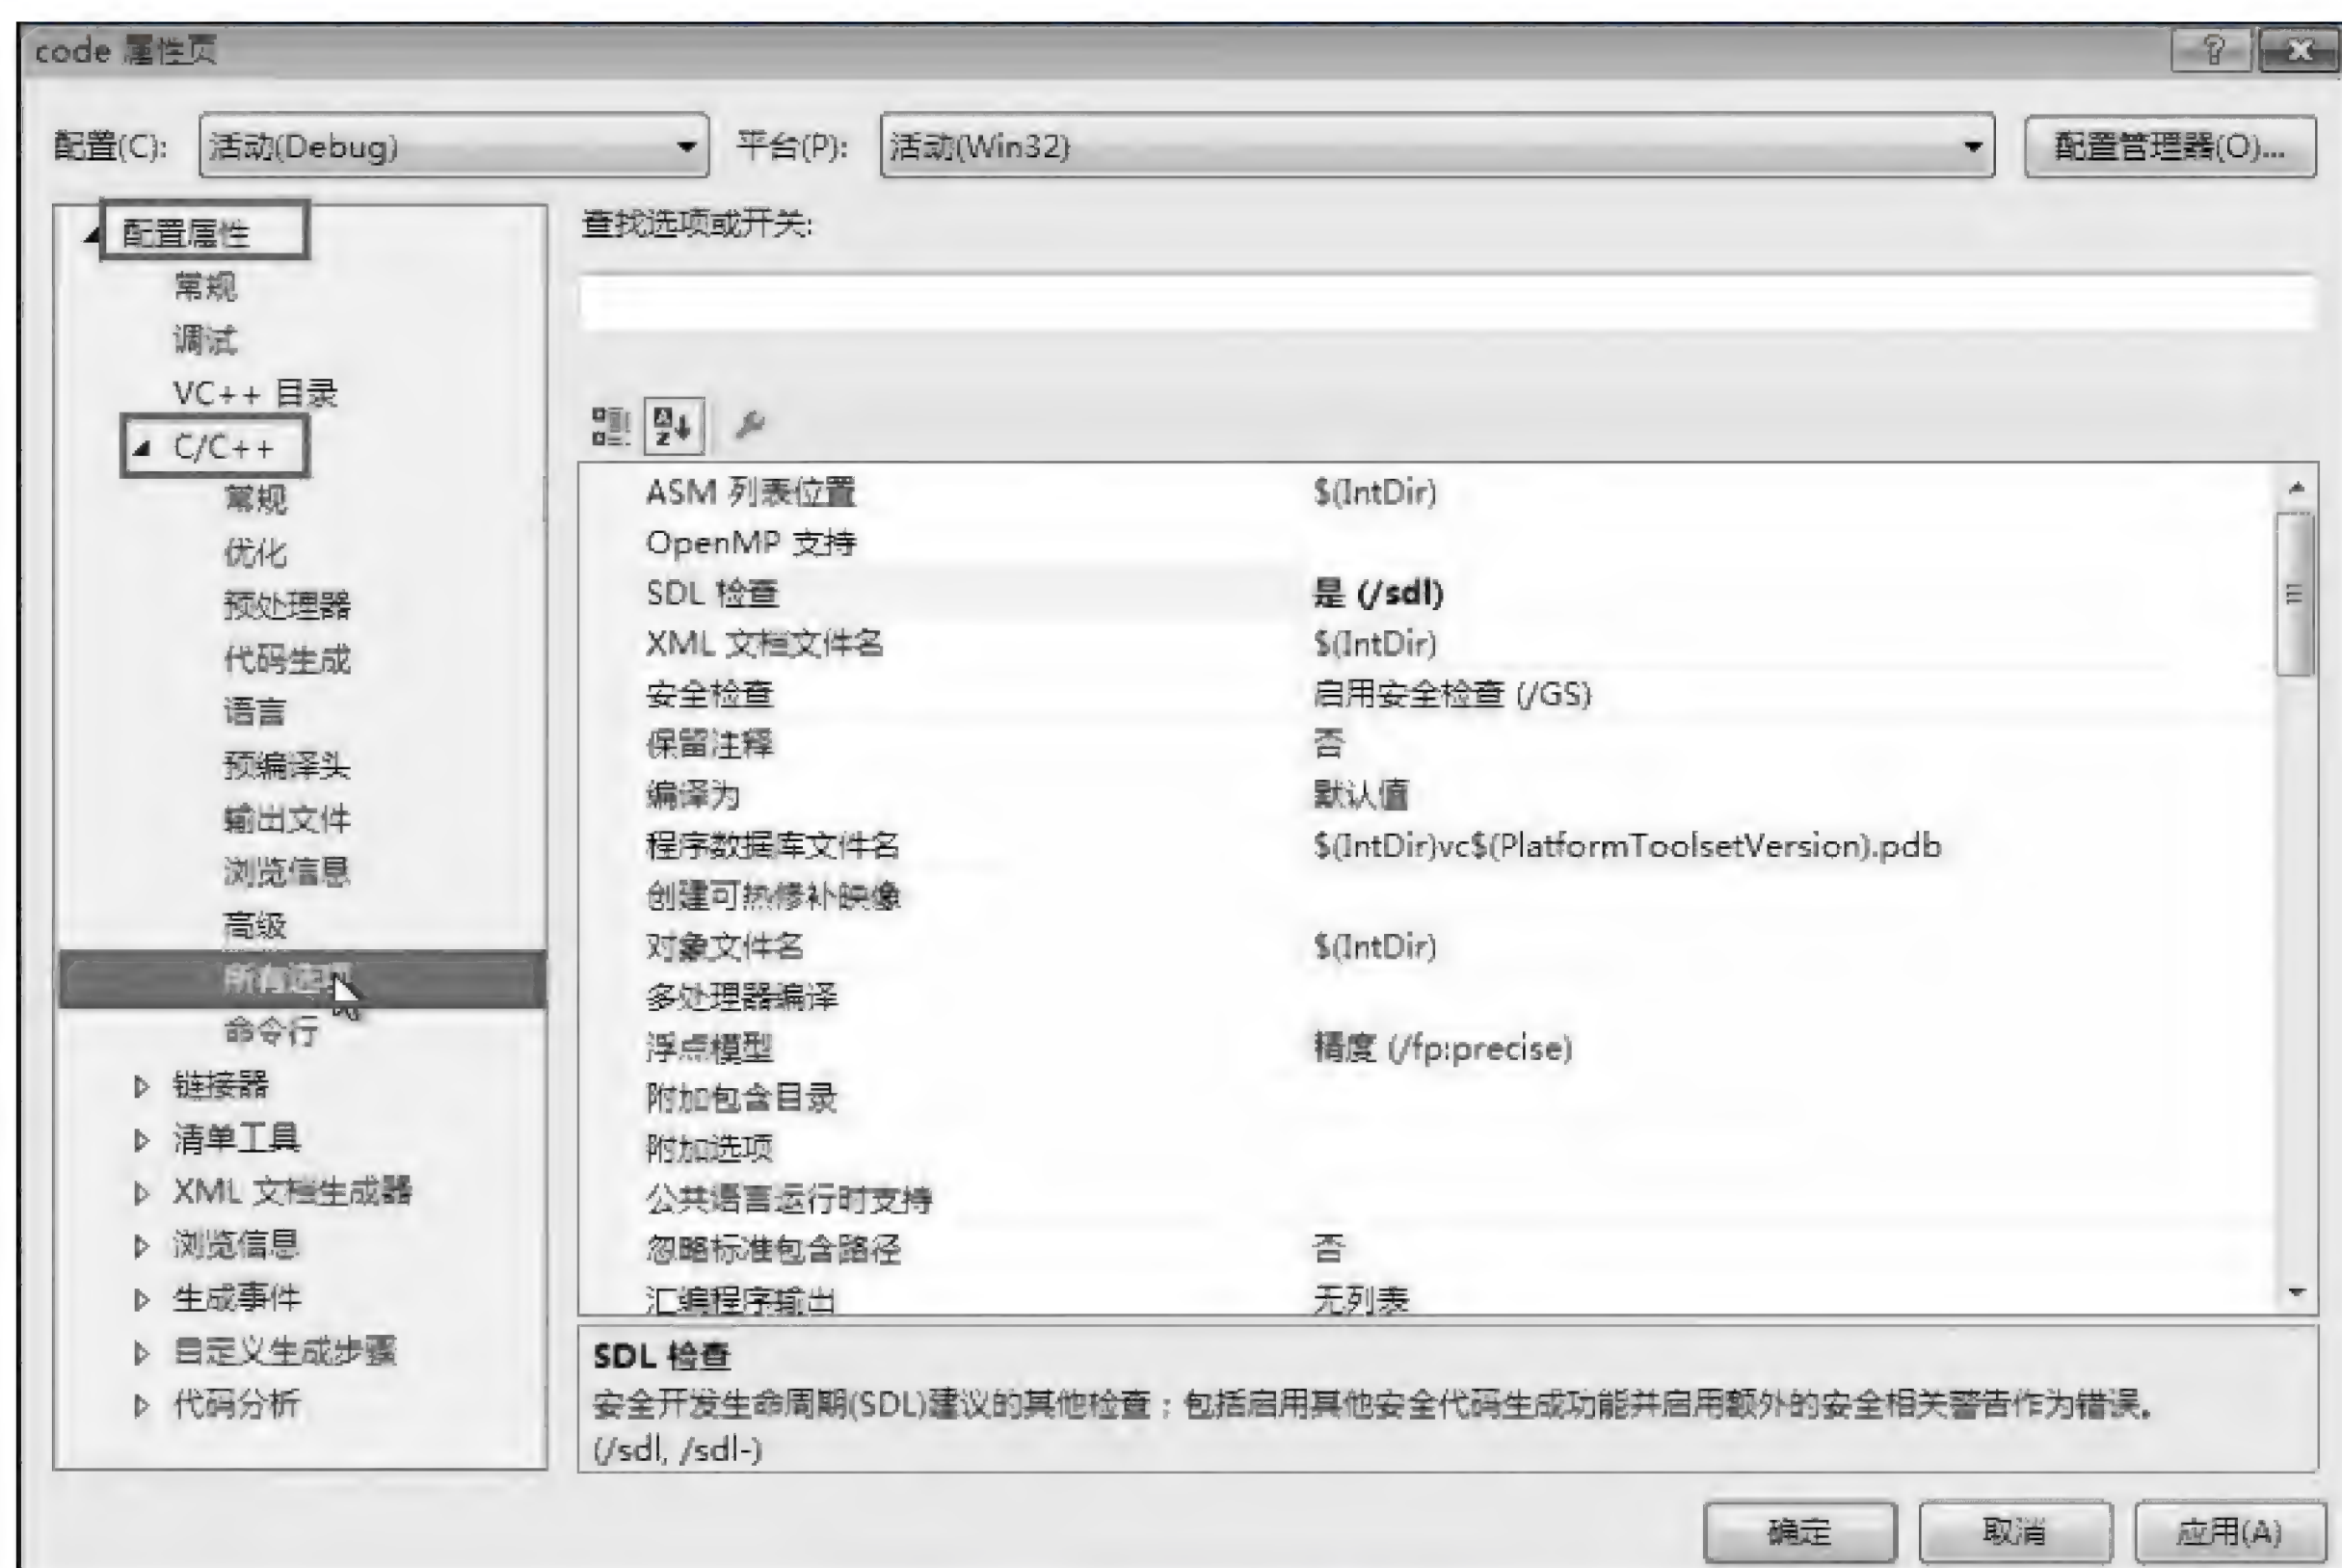 code 属性页
配置(C): 活动(Debug) 平台(P): 活动(Win32) 配置管理器(O)...
配置属性
常规
调试
VC++ 目录
C/C++
常规
优化
预处理器
代码生成
语言
预编译头
输出文件
浏览信息
高级
所有选项
命令行
链接器
清单工具
XML 文档生成器
浏览信息
生成事件
自定义生成步骤
代码分析
查找选项或开关:
ASM 列表位置 $(IntDir)
OpenMP 支持
SDL 检查 是 (/sdl)
XML 文档文件名 $(IntDir)
安全检查 启用安全检查 (/GS)
保留注释 否
编译为 默认值
程序数据库文件名 $(IntDir)vc$(PlatformToolsetVersion).pdb
创建可热修补映像
对象文件名 $(IntDir)
多处理器编译
浮点模型 精度 (/fp:precise)
附加包含目录
附加选项
公共语言运行时支持
忽略标准包含路径 否
汇编程序输出 无列表
SDL 检查
安全开发生命周期(SDL)建议的其他检查；包括启用其他安全代码生成功能并启用额外的安全相关警告作为错误。
(/sdl, /sdl-)
确定 取消 应用(A)